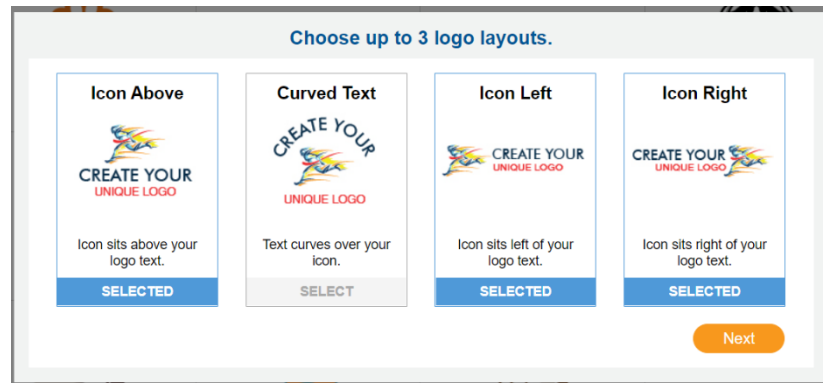 Choose up to 3 logo layouts.
Icon Above
CREATE YOUR
UNIQUE LOGO
Icon sits above your
logo text.
SELECTED
Curved Text
CREATE YOUR
UNIQUE LOGO
Text curves over your
icon.
SELECT
Icon Left
CREATE YOUR
UNIQUE LOGO
Icon sits left of your
logo text.
SELECTED
Icon Right
CREATE YOUR
UNIQUE LOGO
Icon sits right of your
logo text.
SELECTED
Next